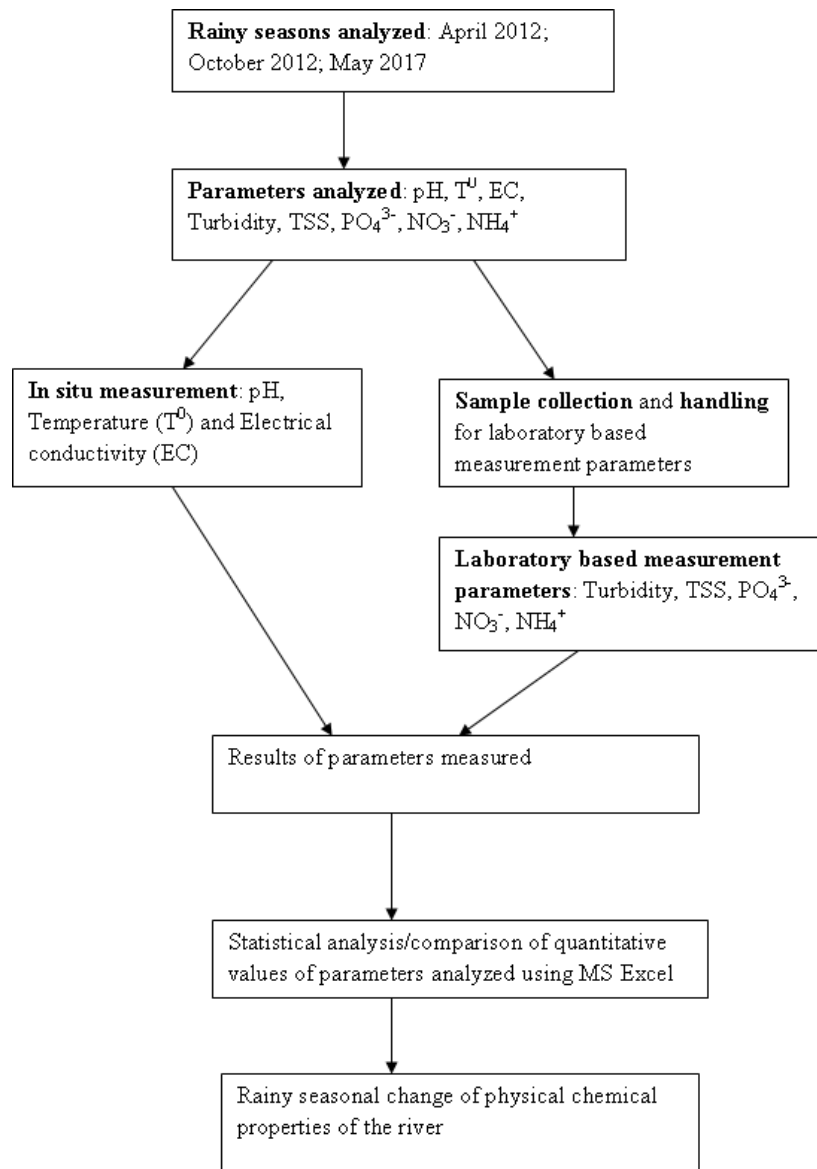 Rainy seasons analyzed: April 2012;
October 2012; May 2017
Parameters analyzed: pH, T⁰, EC,
Turbidity, TSS, PO₄³⁻, NO₃⁻, NH₄⁺
In situ measurement: pH,
Temperature (T⁰) and Electrical
conductivity (EC)
Sample collection and handling
for laboratory based
measurement parameters
Laboratory based measurement
parameters: Turbidity, TSS, PO₄³⁻,
NO₃⁻, NH₄⁺
Results of parameters measured
Statistical analysis/comparison of quantitative
values of parameters analyzed using MS Excel
Rainy seasonal change of physical chemical
properties of the river